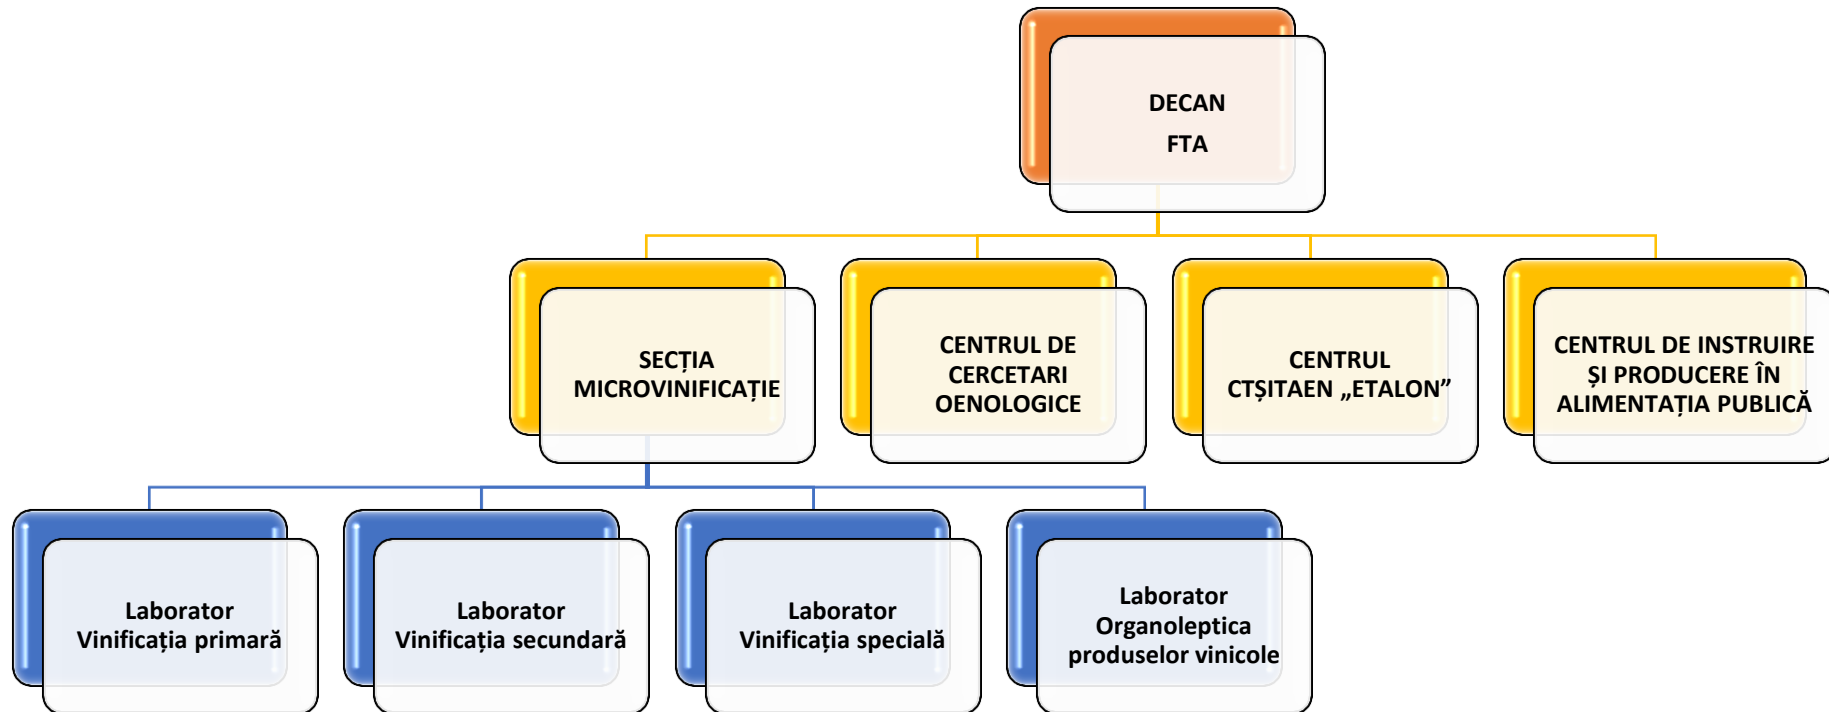 DECAN
FTA
SECȚIA
MICROVINIFICAȚIE
CENTRUL DE
CERCETARI
OENOLOGICE
CENTRUL
CTȘITAEN „ETALON”
CENTRUL DE INSTRUIRE
ȘI PRODUCERE ÎN
ALIMENTAȚIA PUBLICĂ
Laborator
Vinificația primară
Laborator
Vinificația secundară
Laborator
Vinificația specială
Laborator
Organoleptica
produselor vinicole